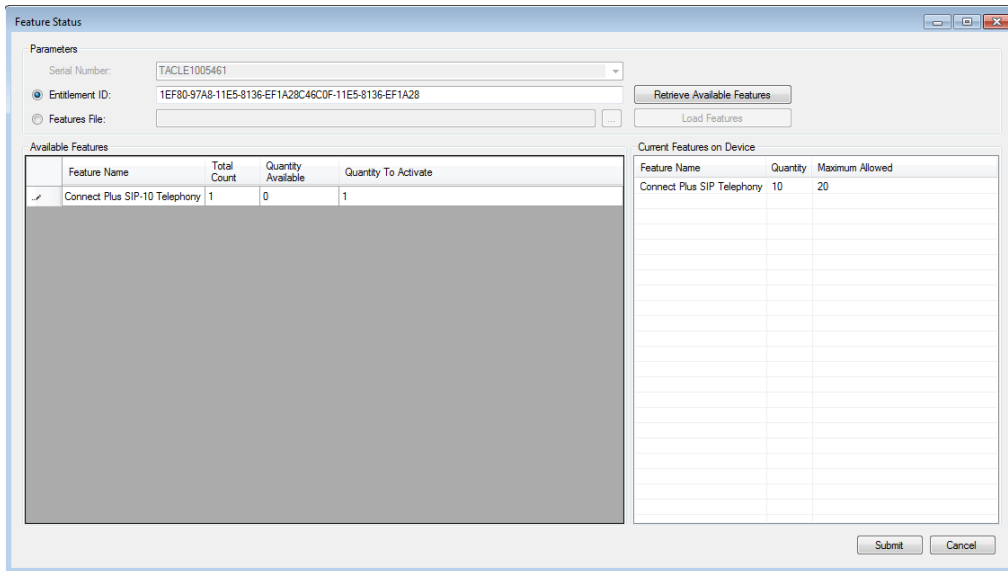 Feature Status
Parameters
Serial Number: TACLE1005461
Entitlement ID: 1EF80-97A8-11E5-8136-EF1A28C46C0F-11E5-8136-EF1A28 Retrieve Available Features
Features File: ... Load Features
Available Features Current Features on Device
Feature Name Total Count Quantity Available Quantity To Activate Feature Name Quantity Maximum Allowed
Connect Plus SIP-10 Telephony 1 0 1 Connect Plus SIP Telephony 10 20
Submit Cancel